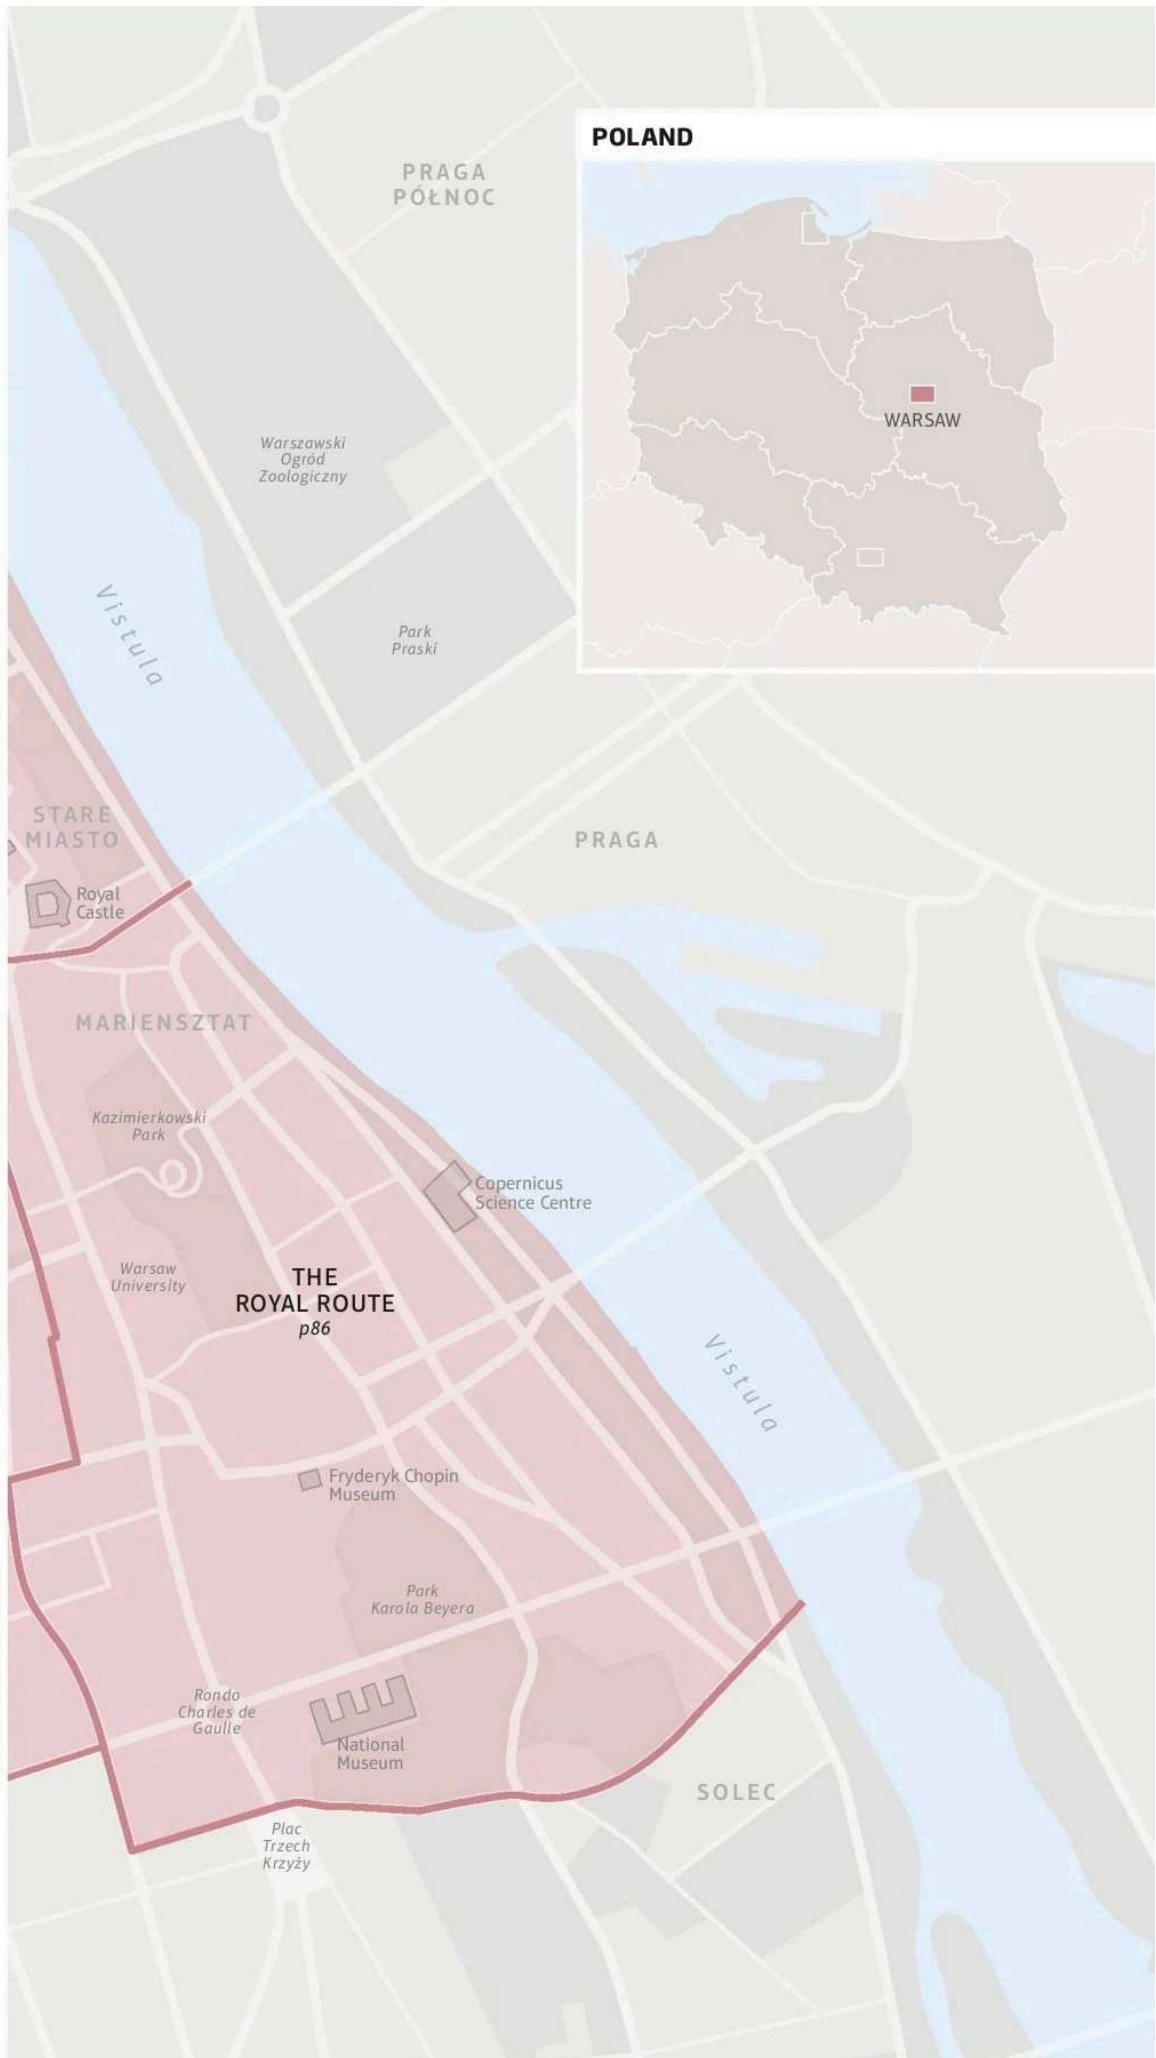 PRAGA
PÓŁNOC
POLAND
WARSAW
Warszawski
Ogród
Zoologiczny
Park
Praski
Vistula
STARE
MIASTO
PRAGA
Royal
Castle
MARIENSZTAT
Kazimierkowski
Park
Copernicus
Science Centre
Warsaw
University
THE
ROYAL ROUTE
p86
Vistula
Fryderyk Chopin
Museum
Park
Karola Beyera
Rondo
Charles de
Gaulle
National
Museum
SOLEC
Plac
Trzech
Krzyży